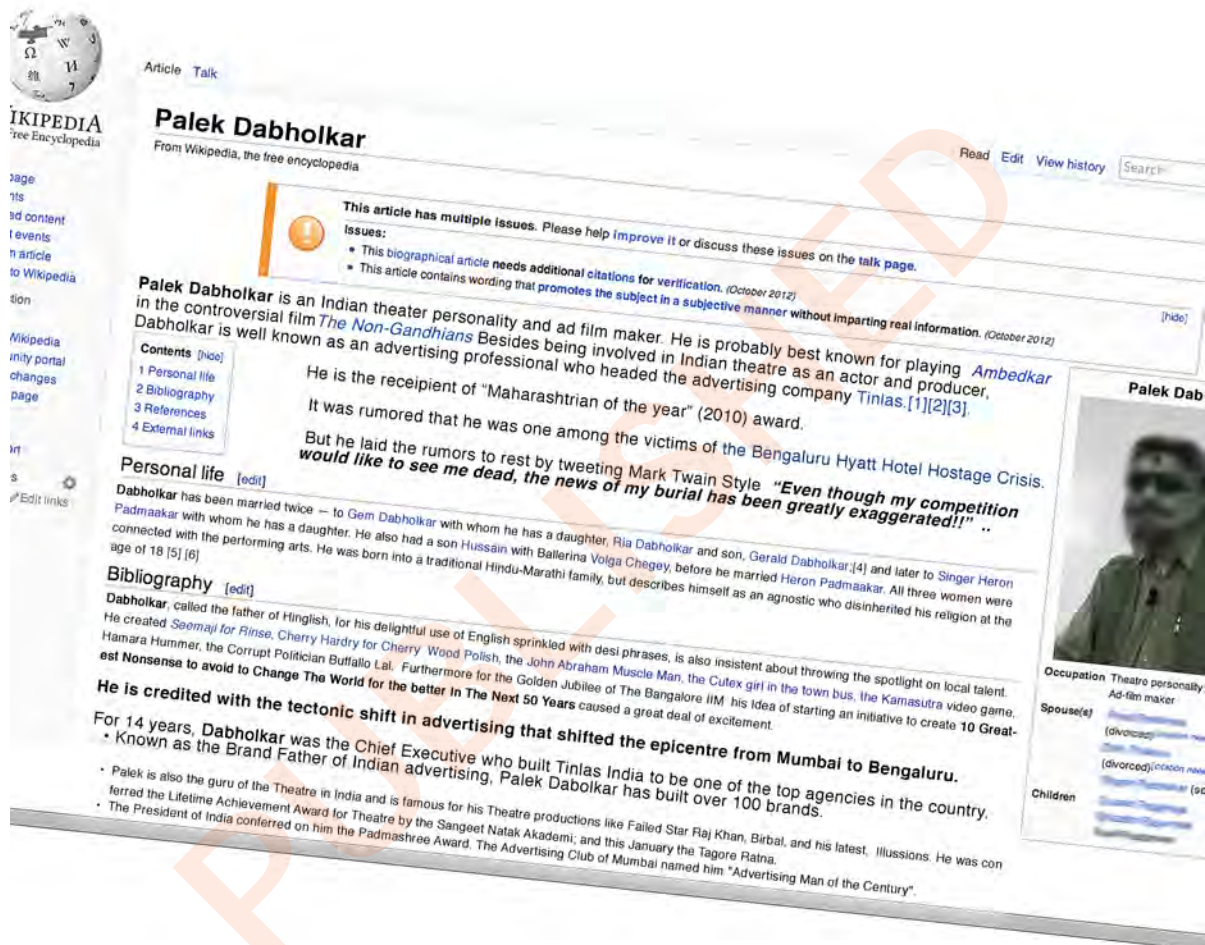 IKIPEDIA
Free Encyclopedia
Article Talk
Palek Dabholkar
From Wikipedia, the free encyclopedia
Read Edit View history Search
page
nts
ed content
t events
n article
to Wikipedia
tion
Wikipedia
unity portal
changes
page
ort
s
Edit links
This article has multiple issues. Please help improve it or discuss these issues on the talk page.
Issues:
• This biographical article needs additional citations for verification. (October 2012)
• This article contains wording that promotes the subject in a subjective manner without imparting real information. (October 2012)
[hide]
Palek Dabholkar is an Indian theater personality and ad film maker. He is probably best known for playing Ambedkar
in the controversial film The Non-Gandhians Besides being involved in Indian theatre as an actor and producer,
Dabholkar is well known as an advertising professional who headed the advertising company Tinlas.[1][2][3].
Contents [hide]
1 Personal life
2 Bibliography
3 References
4 External links
He is the receipient of "Maharashtrian of the year" (2010) award.
It was rumored that he was one among the victims of the Bengaluru Hyatt Hotel Hostage Crisis.
But he laid the rumors to rest by tweeting Mark Twain Style "Even though my competition
would like to see me dead, the news of my burial has been greatly exaggerated!!" ..
Personal life [edit]
Dabholkar has been married twice — to Gem Dabholkar with whom he has a daughter, Ria Dabholkar and son, Gerald Dabholkar;[4] and later to Singer Heron
Padmaakar with whom he has a daughter. He also had a son Hussain with Ballerina Volga Chegey, before he married Heron Padmaakar. All three women were
connected with the performing arts. He was born into a traditional Hindu-Marathi family, but describes himself as an agnostic who disinherited his religion at the
age of 18 [5] [6]
Bibliography [edit]
Dabholkar, called the father of Hinglish, for his delightful use of English sprinkled with desi phrases, is also insistent about throwing the spotlight on local talent.
He created Seemaji for Rinse, Cherry Hardry for Cherry Wood Polish, the John Abraham Muscle Man, the Cutex girl in the town bus, the Kamasutra video game,
Hamara Hummer, the Corrupt Politician Buffallo Lal. Furthermore for the Golden Jubilee of The Bangalore IIM his Idea of starting an initiative to create 10 Great-
est Nonsense to avoid to Change The World for the better In The Next 50 Years caused a great deal of excitement.
He is credited with the tectonic shift in advertising that shifted the epicentre from Mumbai to Bengaluru.
For 14 years, Dabholkar was the Chief Executive who built Tinlas India to be one of the top agencies in the country.
• Known as the Brand Father of Indian advertising, Palek Dabolkar has built over 100 brands.
• Palek is also the guru of the Theatre in India and is famous for his Theatre productions like Failed Star Raj Khan, Birbal, and his latest, Illussions. He was con
ferred the Lifetime Achievement Award for Theatre by the Sangeet Natak Akademi; and this January the Tagore Ratna.
• The President of India conferred on him the Padmashree Award. The Advertising Club of Mumbai named him "Advertising Man of the Century".
Palek Dab
Occupation Theatre personality
Ad-film maker
Spouse(s)
(divorced)
(divorced)
Children
PUBLISHED